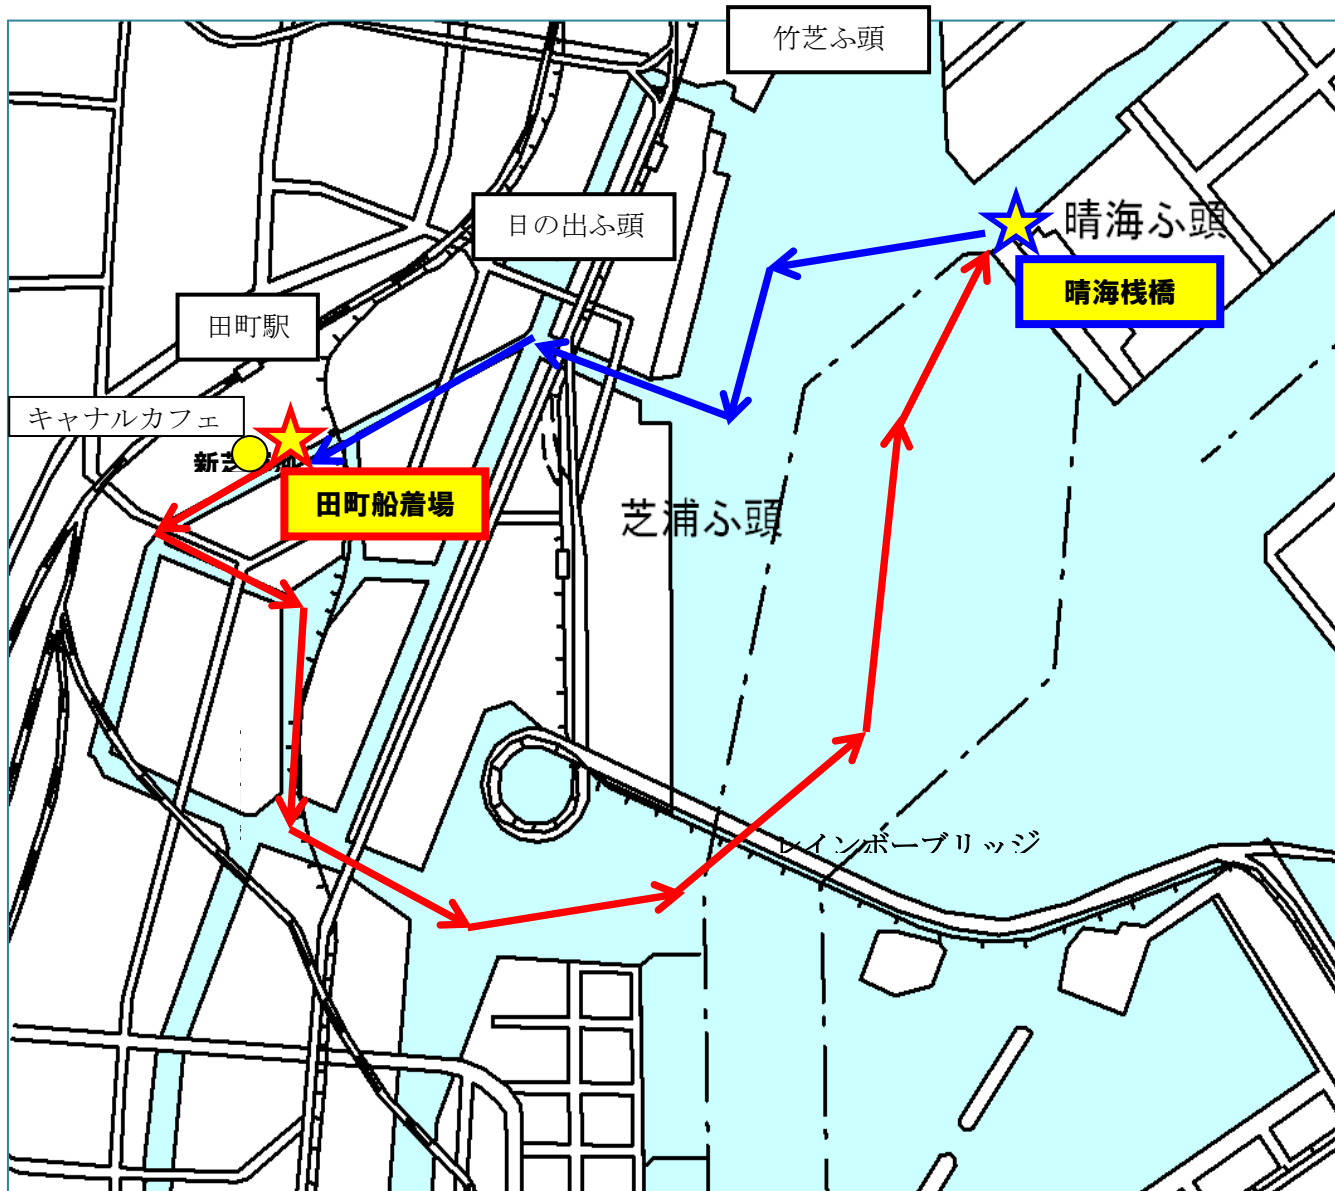 竹芝ふ頭
日の出ふ頭
晴海ふ頭
晴海桟橋
田町駅
キャナルカフェ
新芝
田町船着場
芝浦ふ頭
レインボーブリッジ